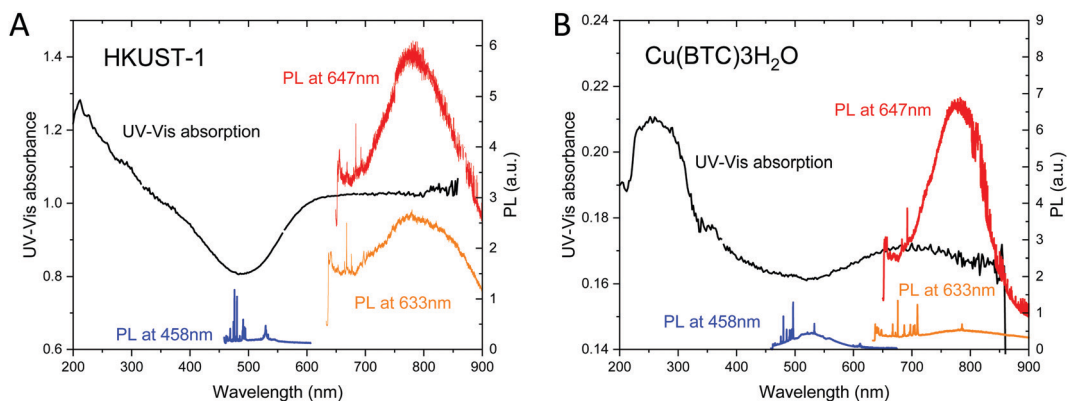 A
HKUST-1
PL at 647nm
UV-Vis absorption
PL at 633nm
PL at 458nm
UV-Vis absorbance
1.4
1.2
1.0
0.8
0.6
PL (a.u.)
6
5
4
3
2
1
0
200 300 400 500 600 700 800 900
Wavelength (nm)
B
Cu(BTC)3H₂O
PL at 647nm
UV-Vis absorption
PL at 633nm
PL at 458nm
UV-Vis absorbance
0.24
0.22
0.20
0.18
0.16
0.14
PL (a.u.)
9
8
7
6
5
4
3
2
1
0
200 300 400 500 600 700 800 900
Wavelength (nm)